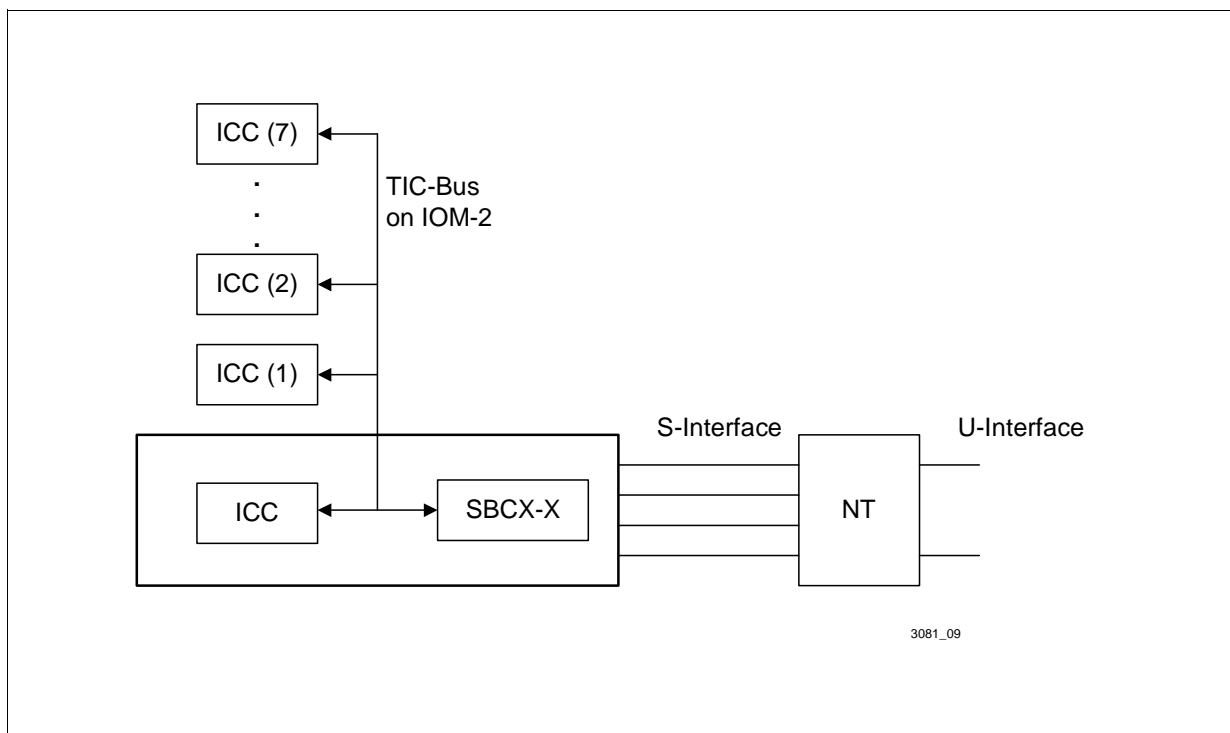 ICC (7)
TIC-Bus
on IOM-2
.
.
.
ICC (2)
ICC (1)
S-Interface
U-Interface
ICC
SBCX-X
NT
3081_09